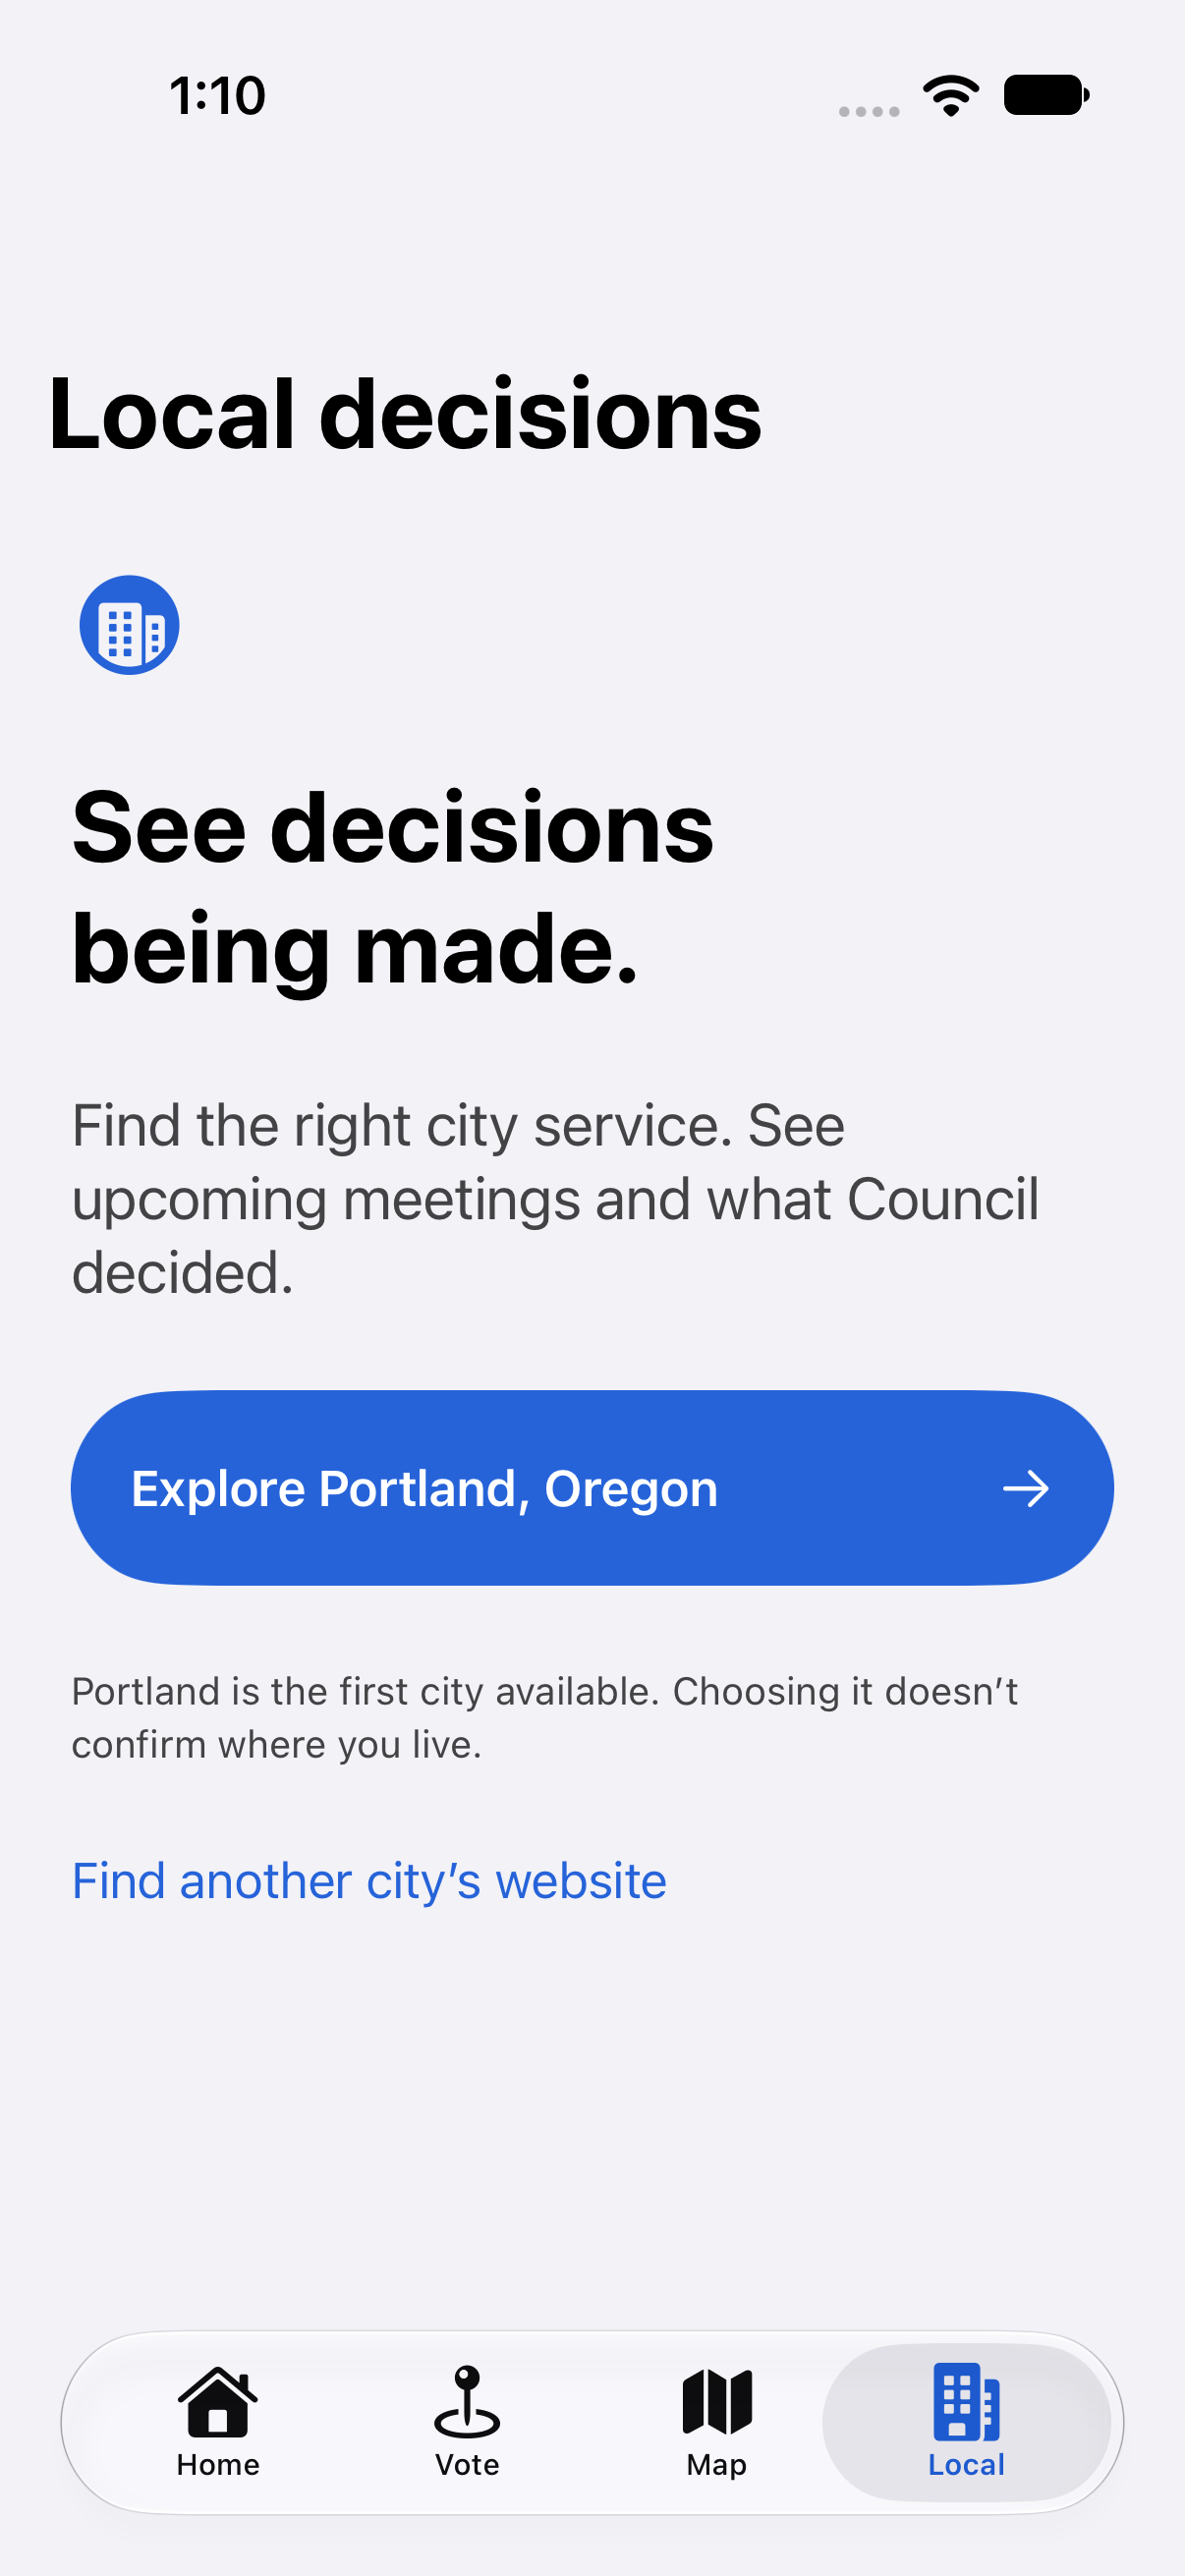 1:10
Local decisions
See decisions
being made.
Find the right city service. See
upcoming meetings and what Council
decided.
Explore Portland, Oregon
Portland is the first city available. Choosing it doesn’t
confirm where you live.
Find another city’s website
Home Vote Map Local